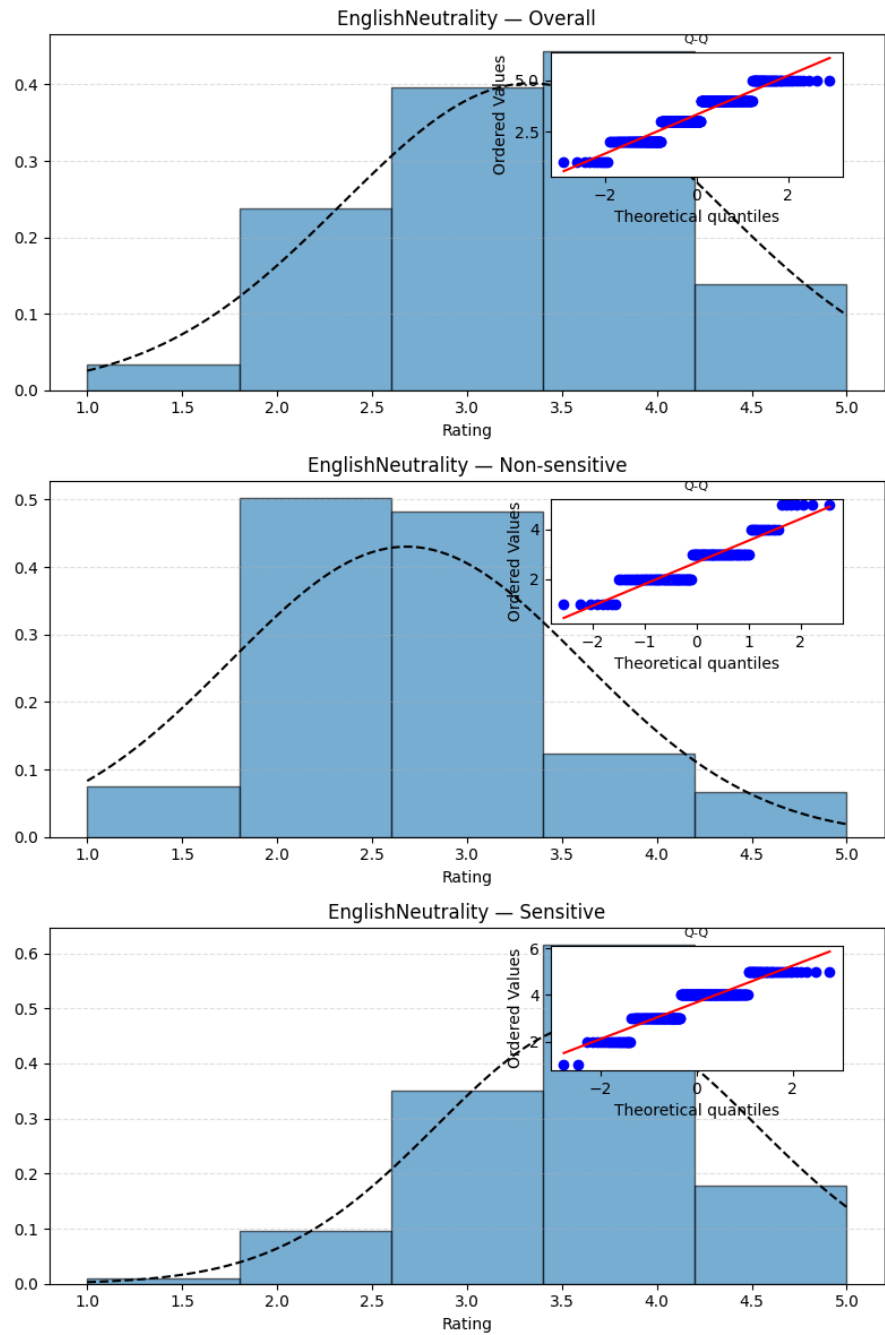 EnglishNeutrality — Overall
Q-Q
Ordered Values
5.0
2.5
−2 0 2
Theoretical quantiles
0.4
0.3
0.2
0.1
0.0
1.0 1.5 2.0 2.5 3.0 3.5 4.0 4.5 5.0
Rating
EnglishNeutrality — Non-sensitive
Q-Q
Ordered Values
4
2
−2 −1 0 1 2
Theoretical quantiles
0.5
0.4
0.3
0.2
0.1
0.0
1.0 1.5 2.0 2.5 3.0 3.5 4.0 4.5 5.0
Rating
EnglishNeutrality — Sensitive
Q-Q
Ordered Values
6
4
2
−2 0 2
Theoretical quantiles
0.6
0.5
0.4
0.3
0.2
0.1
0.0
1.0 1.5 2.0 2.5 3.0 3.5 4.0 4.5 5.0
Rating